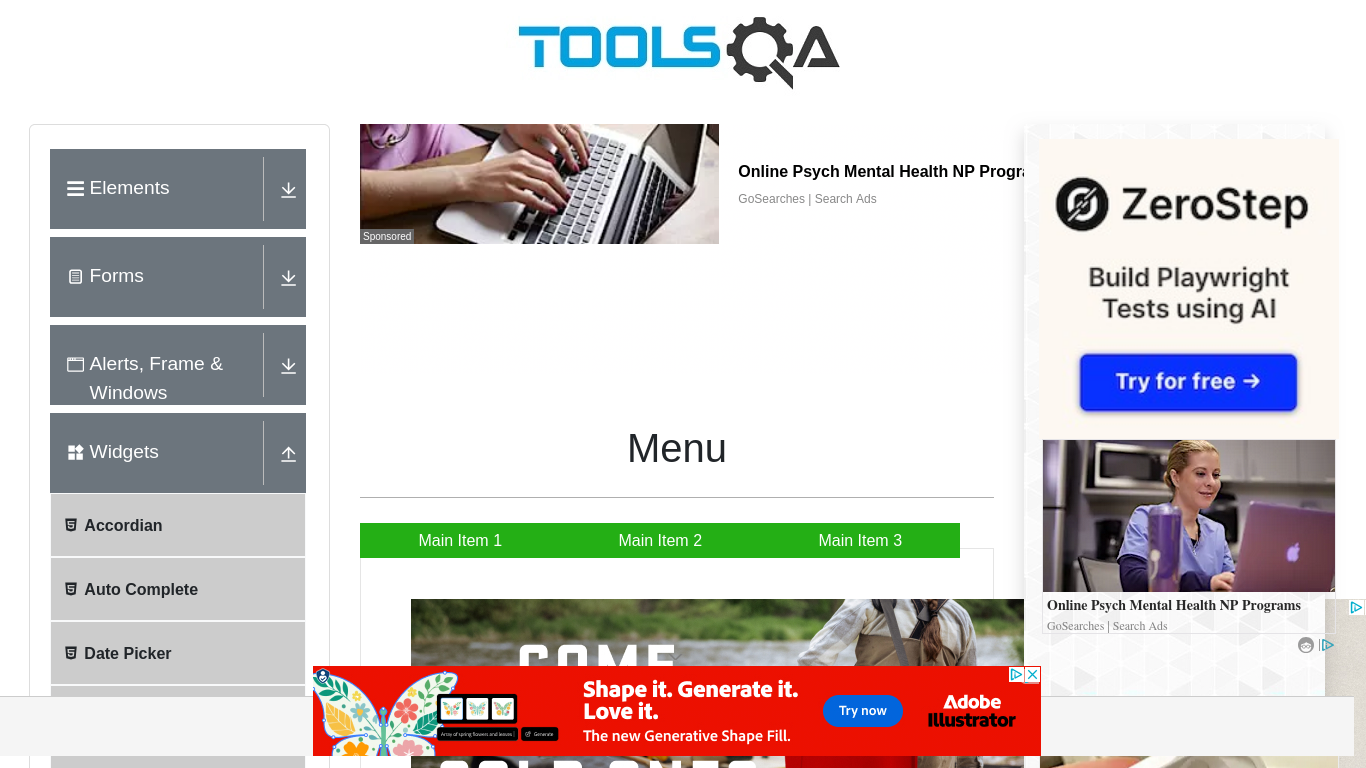 TOOLSQA
Elements
Forms
Alerts, Frame &
Windows
Widgets
Accordian
Auto Complete
Date Picker
Sponsored
Online Psych Mental Health NP Progra
GoSearches | Search Ads
Menu
Main Item 1
Main Item 2
Main Item 3
COME
ZeroStep
Build Playwright
Tests using AI
Try for free →
Online Psych Mental Health NP Programs
GoSearches | Search Ads
Array of spring flowers and leaves
Generate
Shape it. Generate it.
Love it.
The new Generative Shape Fill.
Try now
Adobe
Illustrator